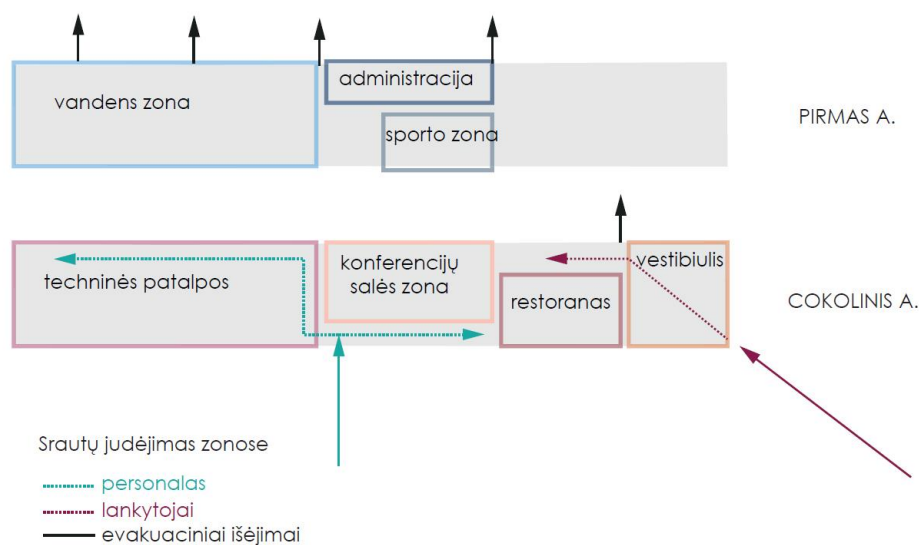 vandens zona
administracija
sporto zona
PIRMAS A.
techninės patalpos
konferencijų
salės zona
restoranas
vestibiulis
COKOLINIS A.
Srautų judėjimas zonose
personalas
lankytojai
evakuaciniai išėjimai